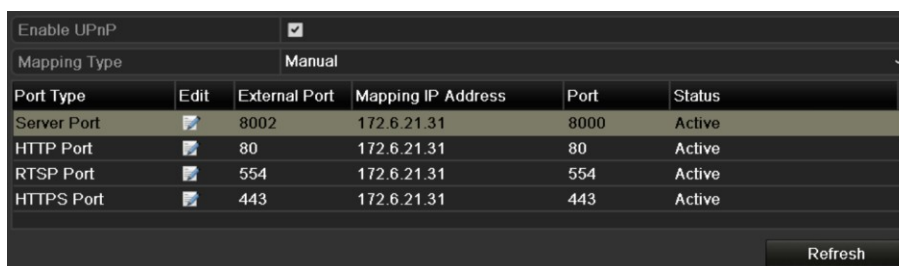 Enable UPnP
Mapping Type Manual
Port Type Edit External Port Mapping IP Address Port Status
Server Port 8002 172.6.21.31 8000 Active
HTTP Port 80 172.6.21.31 80 Active
RTSP Port 554 172.6.21.31 554 Active
HTTPS Port 443 172.6.21.31 443 Active
Refresh